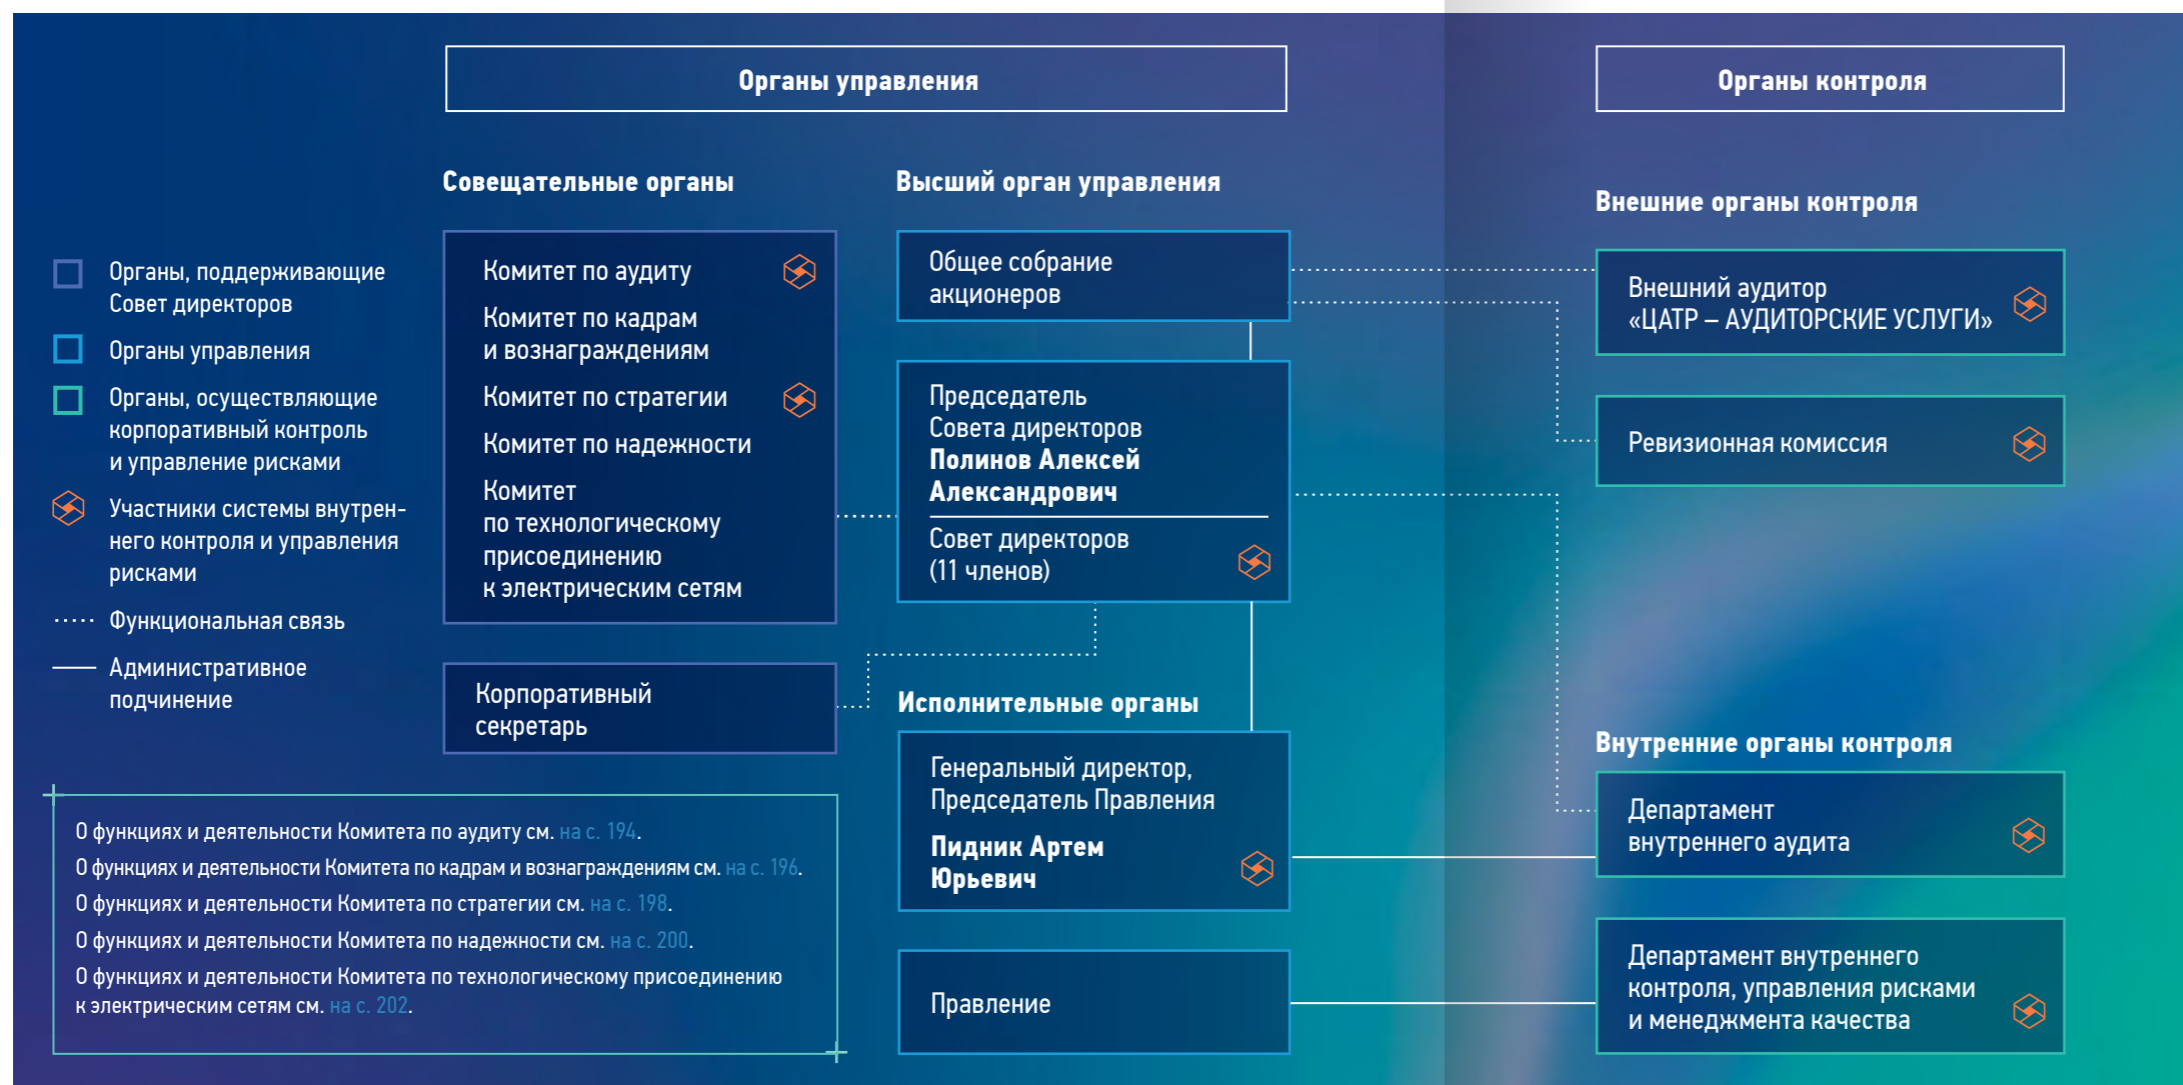 Органы управления
Органы контроля
Совещательные органы
Высший орган управления
Внешние органы контроля
Органы, поддерживающие
Совет директоров
Органы управления
Органы, осуществляющие
корпоративный контроль
и управление рисками
Участники системы внутрен-
него контроля и управления
рисками
Функциональная связь
Административное
подчинение
Комитет по аудиту
Комитет по кадрам
и вознаграждениям
Комитет по стратегии
Комитет по надежности
Комитет
по технологическому
присоединению
к электрическим сетям
Корпоративный
секретарь
Общее собрание
акционеров
Председатель
Совета директоров
Полинов Алексей
Александрович
Совет директоров
(11 членов)
Исполнительные органы
Генеральный директор,
Председатель Правления
Пидник Артем
Юрьевич
Правление
Внешний аудитор
«ЦАТР – АУДИТОРСКИЕ УСЛУГИ»
Ревизионная комиссия
Внутренние органы контроля
Департамент
внутреннего аудита
Департамент внутреннего
контроля, управления рисками
и менеджмента качества
О функциях и деятельности Комитета по аудиту см. на с. 194.
О функциях и деятельности Комитета по кадрам и вознаграждениям см. на с. 196.
О функциях и деятельности Комитета по стратегии см. на с. 198.
О функциях и деятельности Комитета по надежности см. на с. 200.
О функциях и деятельности Комитета по технологическому присоединению
к электрическим сетям см. на с. 202.